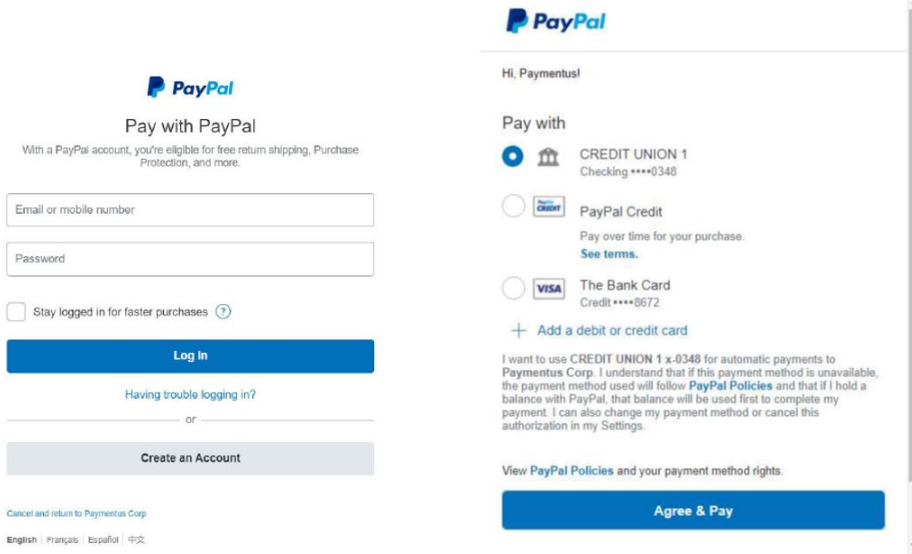 PayPal
Pay with PayPal
With a PayPal account, you're eligible for free return shipping, Purchase
Protection, and more.
Email or mobile number
Password
Stay logged in for faster purchases ?
Log In
Having trouble logging in?
or
Create an Account
Cancel and return to Paymentus Corp
English | Français | Español | 中文
PayPal
Hi, Paymentus!
Pay with
CREDIT UNION 1
Checking ••••0348
PayPal CREDIT
PayPal Credit
Pay over time for your purchase.
See terms.
VISA
The Bank Card
Credit ••••8672
+ Add a debit or credit card
I want to use CREDIT UNION 1 x-0348 for automatic payments to
Paymentus Corp. I understand that if this payment method is unavailable,
the payment method used will follow PayPal Policies and that if I hold a
balance with PayPal, that balance will be used first to complete my
payment. I can also change my payment method or cancel this
authorization in my Settings.
View PayPal Policies and your payment method rights.
Agree & Pay